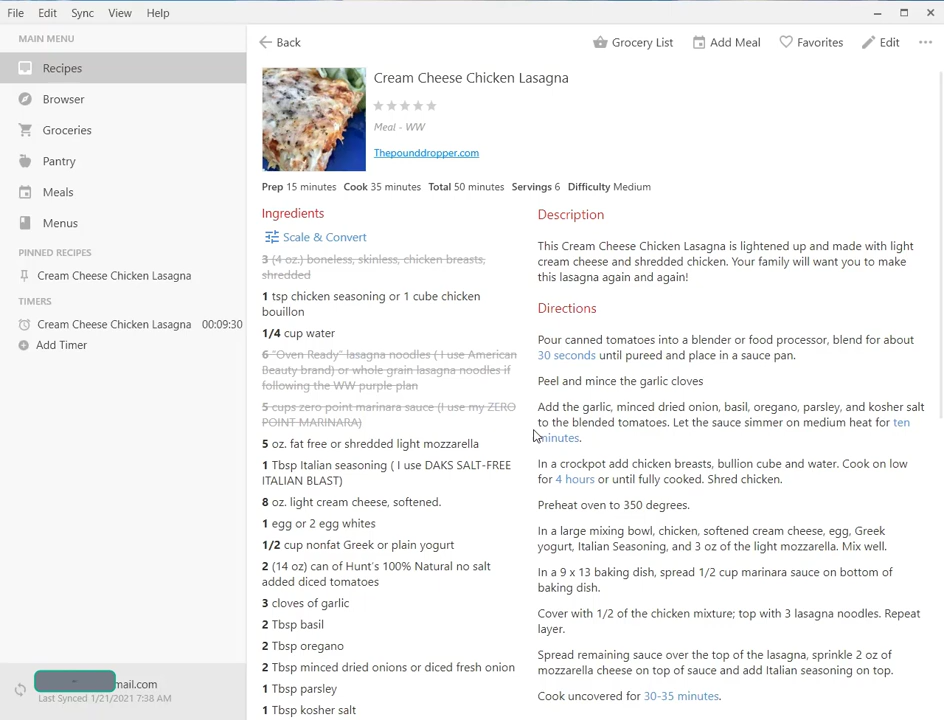 File Edit Sync View Help
MAIN MENU
Recipes
Browser
Groceries
Pantry
Meals
Menus
PINNED RECIPES
Cream Cheese Chicken Lasagna
TIMERS
Cream Cheese Chicken Lasagna 00:09:30
Add Timer
mail.com
Last Synced 1/21/2021 7:38 AM
Back
Grocery List Add Meal Favorites Edit
Cream Cheese Chicken Lasagna
Meal - WW
Thepounddropper.com
Prep 15 minutes Cook 35 minutes Total 50 minutes Servings 6 Difficulty Medium
Ingredients
Scale & Convert
3 (4 oz.) boneless, skinless, chicken breasts,
shredded
1 tsp chicken seasoning or 1 cube chicken
bouillon
1/4 cup water
6 "Oven Ready" lasagna noodles ( I use American
Beauty brand) or whole grain lasagna noodles if
following the WW purple plan
5 cups zero point marinara sauce (I use my ZERO
POINT MARINARA)
5 oz. fat free or shredded light mozzarella
1 Tbsp Italian seasoning ( I use DAKS SALT-FREE
ITALIAN BLAST)
8 oz. light cream cheese, softened.
1 egg or 2 egg whites
1/2 cup nonfat Greek or plain yogurt
2 (14 oz) can of Hunt's 100% Natural no salt
added diced tomatoes
3 cloves of garlic
2 Tbsp basil
2 Tbsp oregano
2 Tbsp minced dried onions or diced fresh onion
1 Tbsp parsley
1 Tbsp kosher salt
Description
This Cream Cheese Chicken Lasagna is lightened up and made with light
cream cheese and shredded chicken. Your family will want you to make
this lasagna again and again!
Directions
Pour canned tomatoes into a blender or food processor, blend for about
30 seconds until pureed and place in a sauce pan.
Peel and mince the garlic cloves
Add the garlic, minced dried onion, basil, oregano, parsley, and kosher salt
to the blended tomatoes. Let the sauce simmer on medium heat for ten
minutes.
In a crockpot add chicken breasts, bullion cube and water. Cook on low
for 4 hours or until fully cooked. Shred chicken.
Preheat oven to 350 degrees.
In a large mixing bowl, chicken, softened cream cheese, egg, Greek
yogurt, Italian Seasoning, and 3 oz of the light mozzarella. Mix well.
In a 9 x 13 baking dish, spread 1/2 cup marinara sauce on bottom of
baking dish.
Cover with 1/2 of the chicken mixture; top with 3 lasagna noodles. Repeat
layer.
Spread remaining sauce over the top of the lasagna, sprinkle 2 oz of
mozzarella cheese on top of sauce and add Italian seasoning on top.
Cook uncovered for 30-35 minutes.